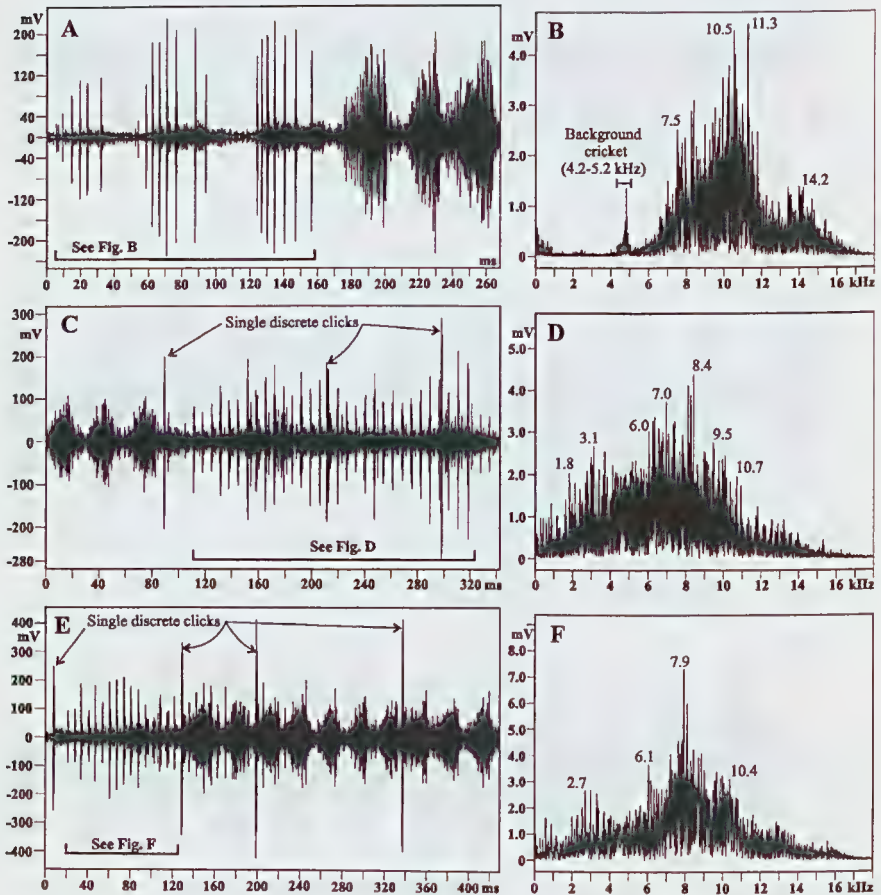 mV
A
200
120
40
0
-40
-120
-200
See Fig. B
ms
0 20 40 60 80 100 120 140 160 180 200 220 240 260
mV
B
4.0
3.0
2.0
1.0
0
10.5
11.3
7.5
14.2
Background
cricket
(4.2-5.2 kHz)
0 2 4 6 8 10 12 14 16 kHz
300
mV
C
200
100
0
-100
-200
-280
Single discrete clicks
See Fig. D
0 40 80 120 160 200 240 280 320 ms
mV
D
5.0
4.0
3.0
2.0
1.0
0
8.4
7.0
6.0
9.5
3.1
10.7
1.8
0 2 4 6 8 10 12 14 16 kHz
400
mV
E
300
200
100
0
-100
-200
-300
-400
Single discrete clicks
See Fig. F
0 40 80 120 160 200 240 280 320 360 400 ms
mV
F
8.0
7.0
6.0
5.0
4.0
3.0
2.0
1.0
0
7.9
6.1
10.4
2.7
0 2 4 6 8 10 12 14 16 kHz